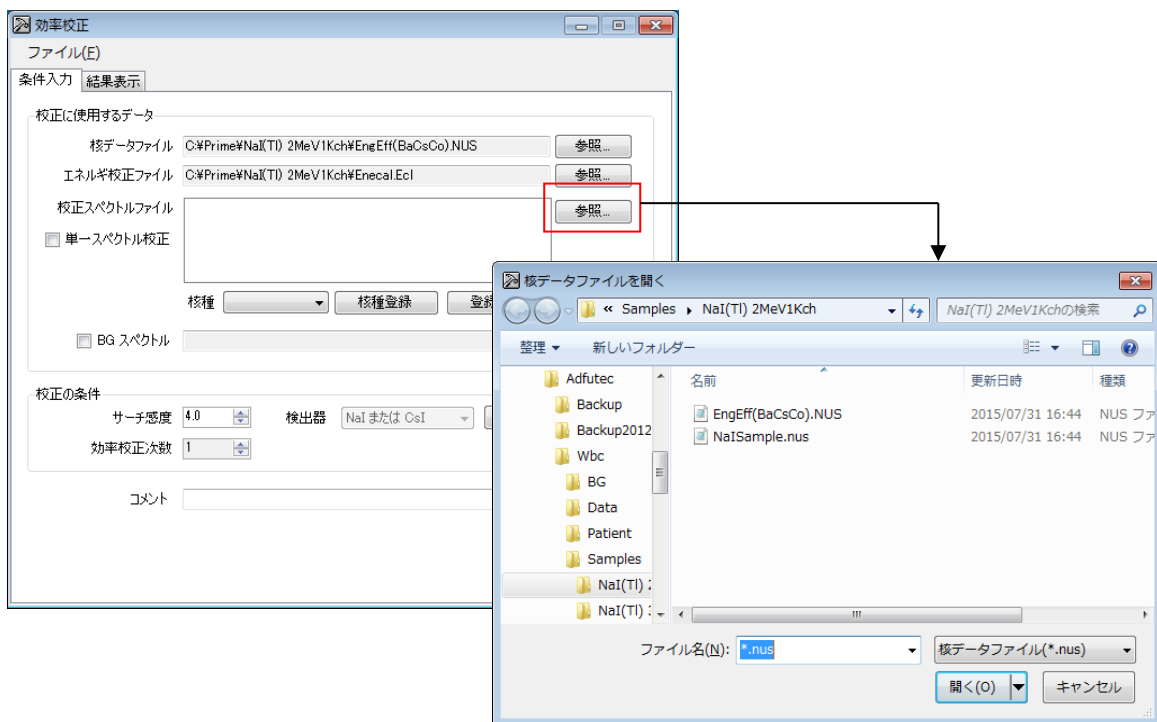 効率校正
ファイル(F)
条件入力 結果表示
校正に使用するデータ
核データファイル C:¥Prime¥NaI(Tl) 2MeV1Kch¥EngEff(BaCsCo).NUS 参照...
エネルギ校正ファイル C:¥Prime¥NaI(Tl) 2MeV1Kch¥Enecal.Ecl 参照...
校正スペクトルファイル 参照...
単一スペクトル校正
核種 核種登録
BG スペクトル
校正の条件
サーチ感度 4.0 検出器 NaI または CsI
効率校正次数 1
コメント
核データファイルを開く
« Samples NaI(Tl) 2MeV1Kch NaI(Tl) 2MeV1Kchの検索
整理 新しいフォルダー
Adfutec
Backup
Backup2012
Wbc
BG
Data
Patient
Samples
NaI(Tl)
NaI(Tl)
名前 更新日時 種類
EngEff(BaCsCo).NUS 2015/07/31 16:44 NUS ファ
NaISample.nus 2015/07/31 16:44 NUS ファ
ファイル名(N): *.nus 核データファイル(*.nus)
開く(O) キャンセル